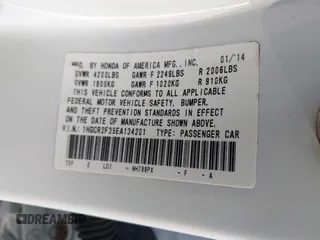 MFD. BY HONDA OF AMERICA MFG., INC. 01/'14
GVWR 4200LBS GAWR F 2249LBS R 2006LBS
GVWR 1905KG GAWR F 1020KG R 910KG
THIS VEHICLE CONFORMS TO ALL APPLICABLE
FEDERAL MOTOR VEHICLE SAFETY, BUMPER,
AND THEFT PREVENTION STANDARDS IN EFFECT
ON THE DATE OF MANUFACTURE SHOWN ABOVE.
V.I.N.: 1HGCR2F35EA134201 TYPE: PASSENGER CAR
E LDI - NH788PX - F - A
DREAMBID